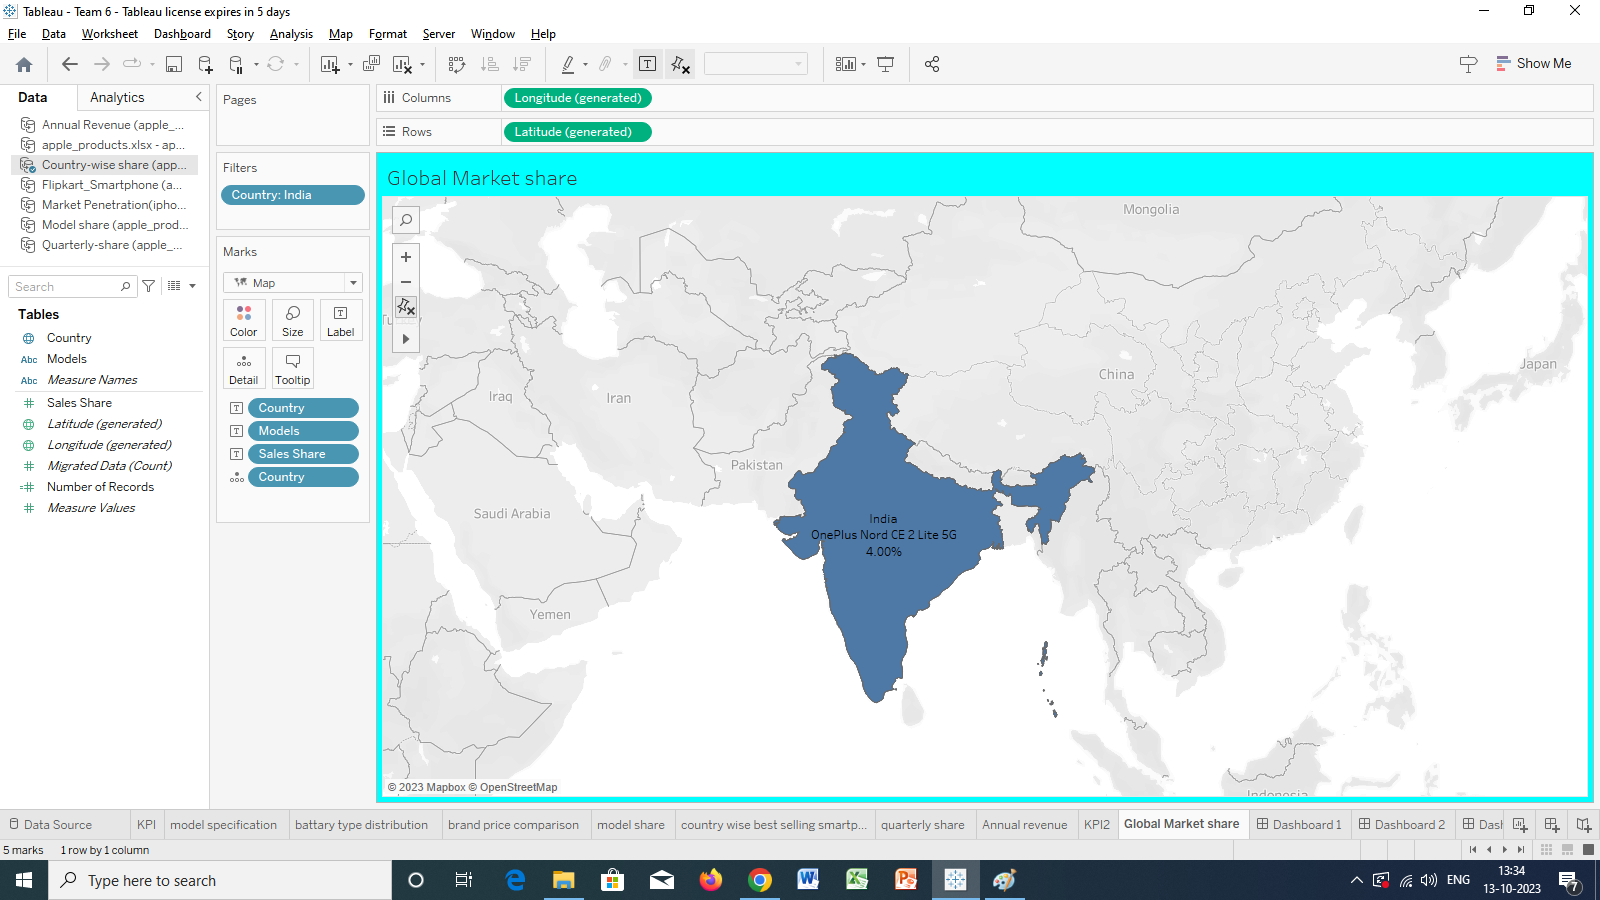 Tableau - Team 6 - Tableau license expires in 5 days
File Data Worksheet Dashboard Story Analysis Map Format Server Window Help
Show Me
Data Analytics
Annual Revenue (apple_...
apple_products.xlsx - ap...
Country-wise share (app...
Flipkart_Smartphone (a...
Market Penetration(ipho...
Model share (apple_prod...
Quarterly-share (apple_...
Search
Tables
Country
Abc Models
Abc Measure Names
Sales Share
Latitude (generated)
Longitude (generated)
Migrated Data (Count)
Number of Records
Measure Values
Pages
Filters
Country: India
Marks
Map
Color Size Label
Detail Tooltip
Country
Models
Sales Share
Country
Columns Longitude (generated)
Rows Latitude (generated)
Global Market share
Mongolia
Japan
China
Iraq
Iran
Pakistan
Saudi Arabia
Yemen
India
OnePlus Nord CE 2 Lite 5G
4.00%
Indonesia
© 2023 Mapbox © OpenStreetMap
Data Source KPI model specification battary type distribution brand price comparison model share country wise best selling smartp... quarterly share Annual revenue KPI2 Global Market share Dashboard 1 Dashboard 2 Dash
5 marks 1 row by 1 column
Type here to search
ENG
13:34
13-10-2023
7